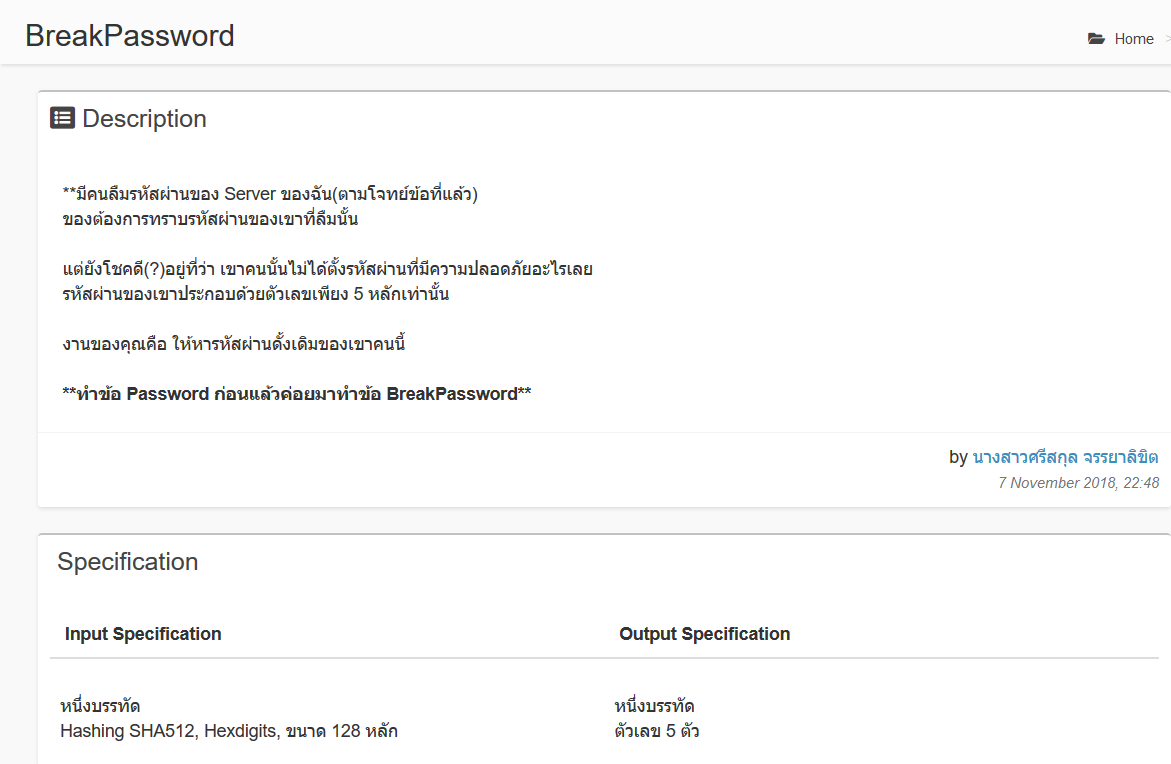 BreakPassword
Home >
Description
**มีคนลืมรหัสผ่านของ Server ของฉัน(ตามโจทย์ข้อที่แล้ว)
ของต้องการทราบรหัสผ่านของเขาที่ลืมนั้น
แต่ยังโชคดี(?)อยู่ที่ว่า เขาคนนั้นไม่ได้ตั้งรหัสผ่านที่มีความปลอดภัยอะไรเลย
รหัสผ่านของเขาประกอบด้วยตัวเลขเพียง 5 หลักเท่านั้น
งานของคุณคือ ให้หารหัสผ่านดั้งเดิมของเขาคนนี้
**ทำข้อ Password ก่อนแล้วค่อยมาทำข้อ BreakPassword**
by นางสาวศรีสกุล จรรยาลิขิต
7 November 2018, 22:48
Specification
Input Specification
Output Specification
หนึ่งบรรทัด
Hashing SHA512, Hexdigits, ขนาด 128 หลัก
หนึ่งบรรทัด
ตัวเลข 5 ตัว